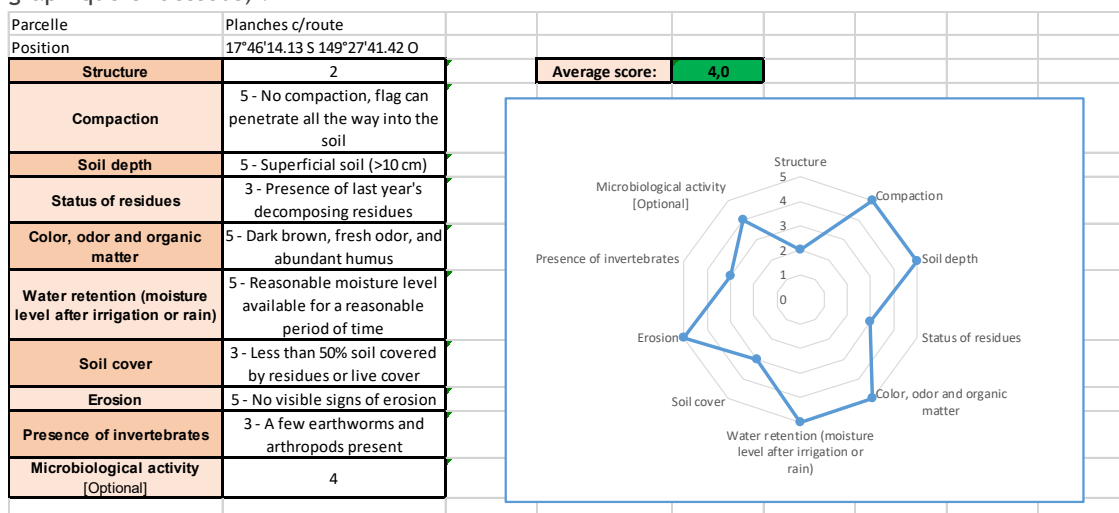 Parcelle
Planches c/route
Position
17°46'14.13 S 149°27'41.42 O
Structure
2
Average score:
4,0
Compaction
5 - No compaction, flag can
penetrate all the way into the
soil
Soil depth
5 - Superficial soil (>10 cm)
Status of residues
3 - Presence of last year's
decomposing residues
Color, odor and organic
matter
5 - Dark brown, fresh odor, and
abundant humus
Water retention (moisture
level after irrigation or rain)
5 - Reasonable moisture level
available for a reasonable
period of time
Soil cover
3 - Less than 50% soil covered
by residues or live cover
Erosion
5 - No visible signs of erosion
Presence of invertebrates
3 - A few earthworms and
arthropods present
Microbiological activity
[Optional]
4
Structure
5
4
3
2
1
0
Compaction
Soil depth
Status of residues
Color, odor and organic
matter
Water retention (moisture
level after irrigation or
rain)
Soil cover
Erosion
Presence of invertebrates
Microbiological activity
[Optional]